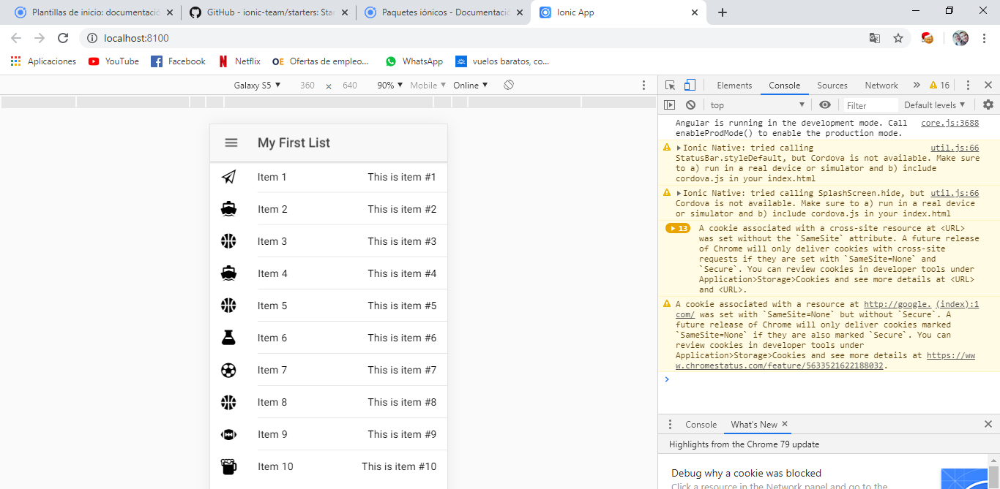 Plantillas de inicio: documentació
GitHub - ionic-team/starters: Star
Paquetes iónicos - Documentació
Ionic App
localhost:8100
Aplicaciones
YouTube
Facebook
Netflix
OE Ofertas de empleo...
WhatsApp
vuelos baratos, co...
Galaxy S5 ▼ 360 × 640 90% ▼ Mobile ▼ Online ▼
Elements Console Sources Network » 16
top ▼ Filter Default levels ▼
My First List
Item 1 This is item #1
Item 2 This is item #2
Item 3 This is item #3
Item 4 This is item #4
Item 5 This is item #5
Item 6 This is item #6
Item 7 This is item #7
Item 8 This is item #8
Item 9 This is item #9
Item 10 This is item #10
Angular is running in the development mode. Call core.js:3688
enableProdMode() to enable the production mode.
Ionic Native: tried calling util.js:66
StatusBar.styleDefault, but Cordova is not available. Make sure
to a) run in a real device or simulator and b) include
cordova.js in your index.html
Ionic Native: tried calling SplashScreen.hide, but util.js:66
Cordova is not available. Make sure to a) run in a real device
or simulator and b) include cordova.js in your index.html
13 A cookie associated with a cross-site resource at <URL>
was set without the `SameSite` attribute. A future release
of Chrome will only deliver cookies with cross-site
requests if they are set with `SameSite=None` and
`Secure`. You can review cookies in developer tools under
Application>Storage>Cookies and see more details at <URL>
and <URL>.
A cookie associated with a resource at http://google. (index):1
com/ was set with `SameSite=None` but without `Secure`. A
future release of Chrome will only deliver cookies marked
`SameSite=None` if they are also marked `Secure`. You can
review cookies in developer tools under
Application>Storage>Cookies and see more details at https://ww
w.chromestatus.com/feature/5633521622188032.
Console What's New ×
Highlights from the Chrome 79 update
Debug why a cookie was blocked
Click a resource in the Network panel and go to the